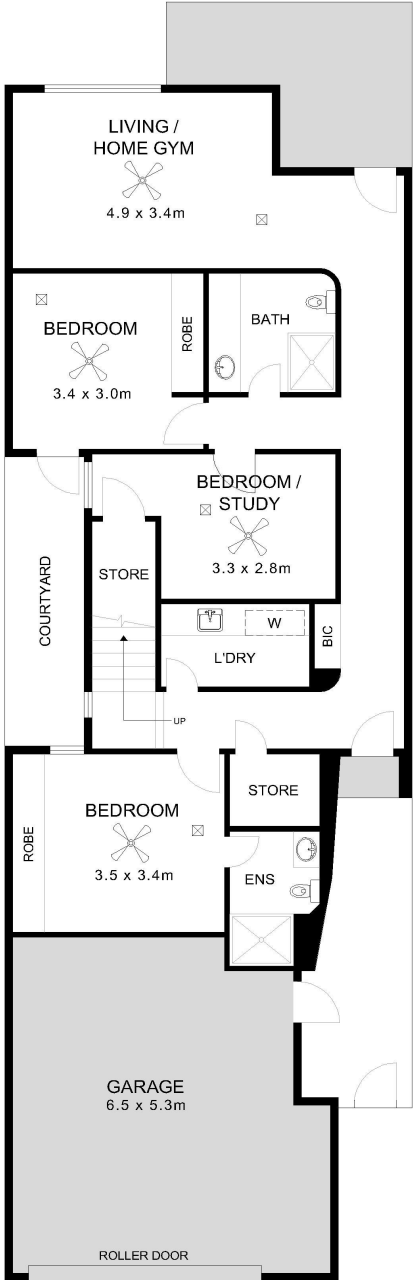 LIVING /
HOME GYM
4.9 x 3.4m
BEDROOM
3.4 x 3.0m
ROBE
BATH
BEDROOM /
STUDY
3.3 x 2.8m
STORE
COURTYARD
W
L'DRY
BIC
UP
BEDROOM
3.5 x 3.4m
ROBE
STORE
ENS
GARAGE
6.5 x 5.3m
ROLLER DOOR